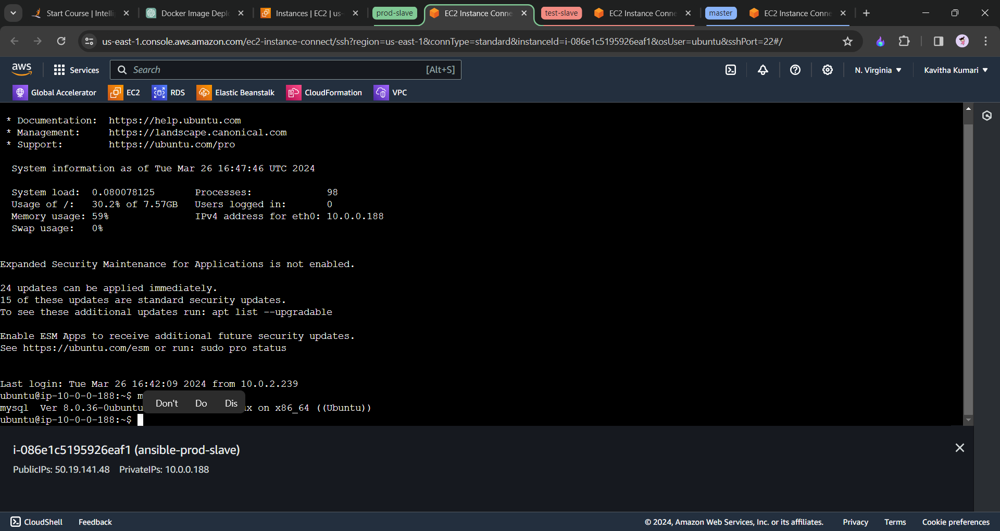 Start Course | Intelli
Docker Image Depl
Instances | EC2 | us-
prod-slave
EC2 Instance Conne
test-slave
EC2 Instance Conne
master
EC2 Instance Conne
us-east-1.console.aws.amazon.com/ec2-instance-connect/ssh?region=us-east-1&connType=standard&instanceId=i-086e1c5195926eaf1&osUser=ubuntu&sshPort=22#/
aws
Services
Search
[Alt+S]
N. Virginia
Kavitha Kumari
Global Accelerator
EC2
RDS
Elastic Beanstalk
CloudFormation
VPC
* Documentation:  https://help.ubuntu.com
* Management:     https://landscape.canonical.com
* Support:        https://ubuntu.com/pro
System information as of Tue Mar 26 16:47:46 UTC 2024
System load:  0.080078125       Processes:             98
Usage of /:   30.2% of 7.57GB   Users logged in:       0
Memory usage: 59%               IPv4 address for eth0: 10.0.0.188
Swap usage:   0%
Expanded Security Maintenance for Applications is not enabled.
24 updates can be applied immediately.
15 of these updates are standard security updates.
To see these additional updates run: apt list --upgradable
Enable ESM Apps to receive additional future security updates.
See https://ubuntu.com/esm or run: sudo pro status
Last login: Tue Mar 26 16:42:09 2024 from 10.0.2.239
ubuntu@ip-10-0-0-188:~$ m
Don't Do Dis
mysql  Ver 8.0.36-0ubuntu x on x86_64 ((Ubuntu))
ubuntu@ip-10-0-0-188:~$
i-086e1c5195926eaf1 (ansible-prod-slave)
PublicIPs: 50.19.141.48 PrivateIPs: 10.0.0.188
CloudShell
Feedback
© 2024, Amazon Web Services, Inc. or its affiliates.
Privacy
Terms
Cookie preferences